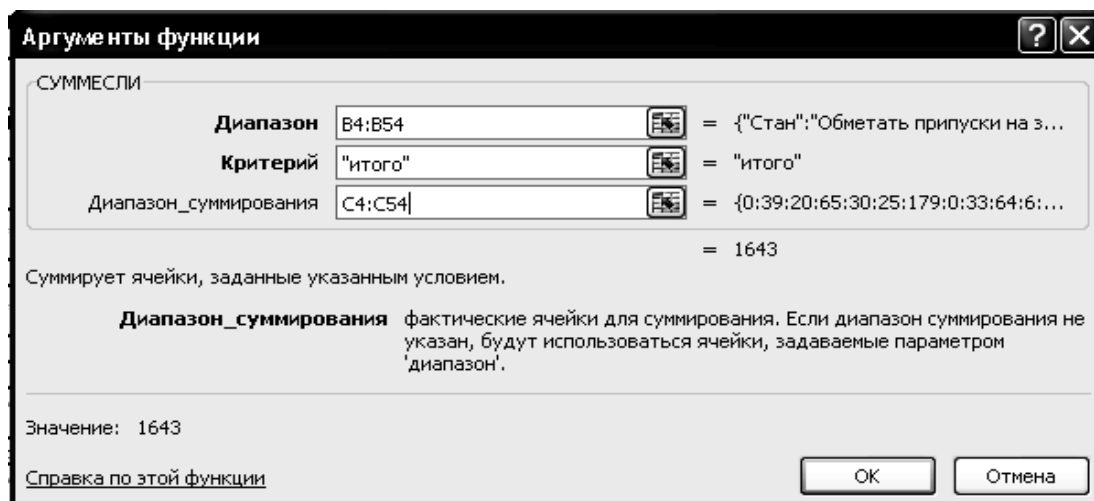 Аргументы функции
СУММЕСЛИ
Диапазон B4:B54 = {"Стан":"Обметать припуски на з...
Критерий "итого" = "итого"
Диапазон_суммирования C4:C54 = {0:39:20:65:30:25:179:0:33:64:6:...
= 1643
Суммирует ячейки, заданные указанным условием.
Диапазон_суммирования фактические ячейки для суммирования. Если диапазон суммирования не
указан, будут использоваться ячейки, задаваемые параметром
'диапазон'.
Значение: 1643
Справка по этой функции OK Отмена